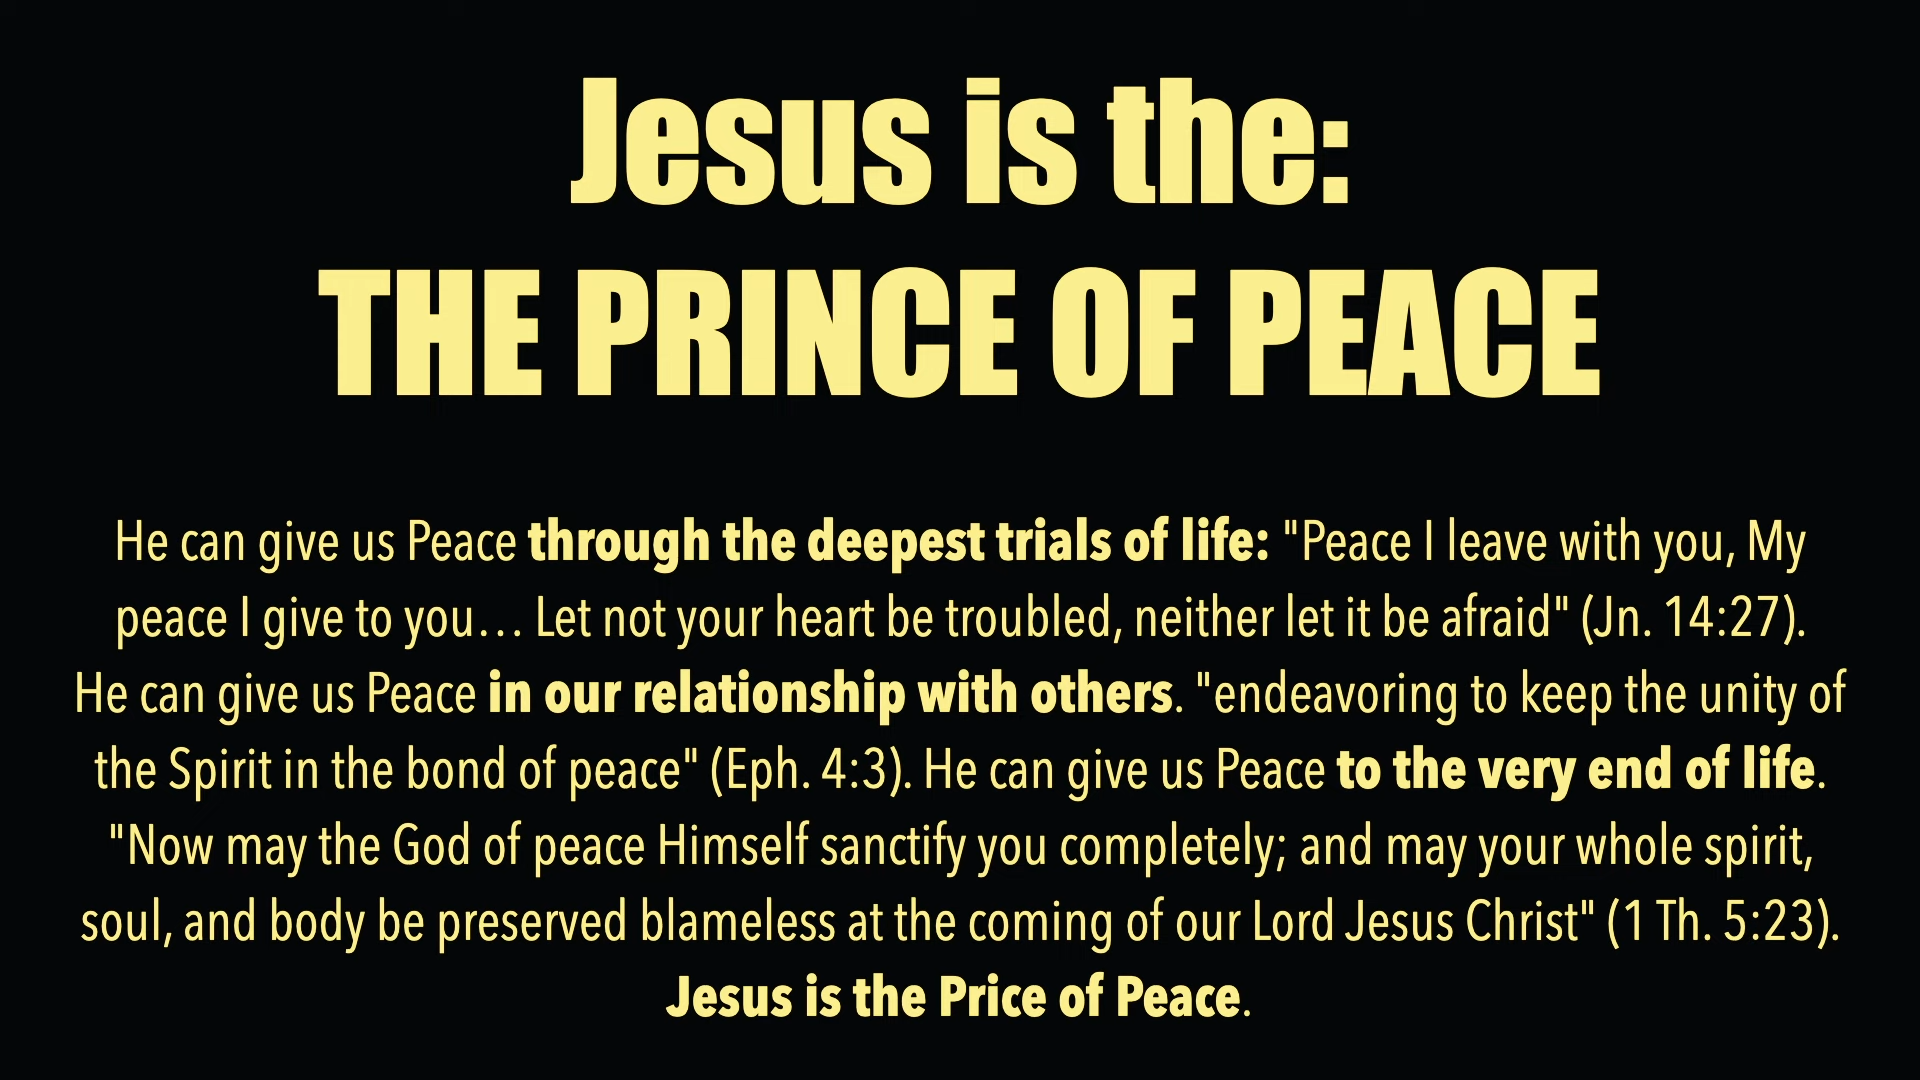 Jesus is the:
THE PRINCE OF PEACE
He can give us Peace through the deepest trials of life: "Peace I leave with you, My
peace I give to you… Let not your heart be troubled, neither let it be afraid" (Jn. 14:27).
He can give us Peace in our relationship with others. "endeavoring to keep the unity of
the Spirit in the bond of peace" (Eph. 4:3). He can give us Peace to the very end of life.
"Now may the God of peace Himself sanctify you completely; and may your whole spirit,
soul, and body be preserved blameless at the coming of our Lord Jesus Christ" (1 Th. 5:23).
Jesus is the Price of Peace.